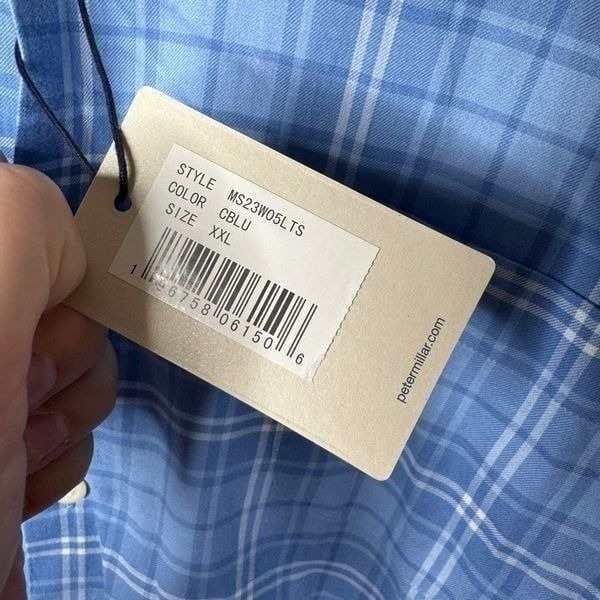 STYLE MS23W05LTS
COLOR CBLU
SIZE XXL
1 96758 06150 6
petermillar.com